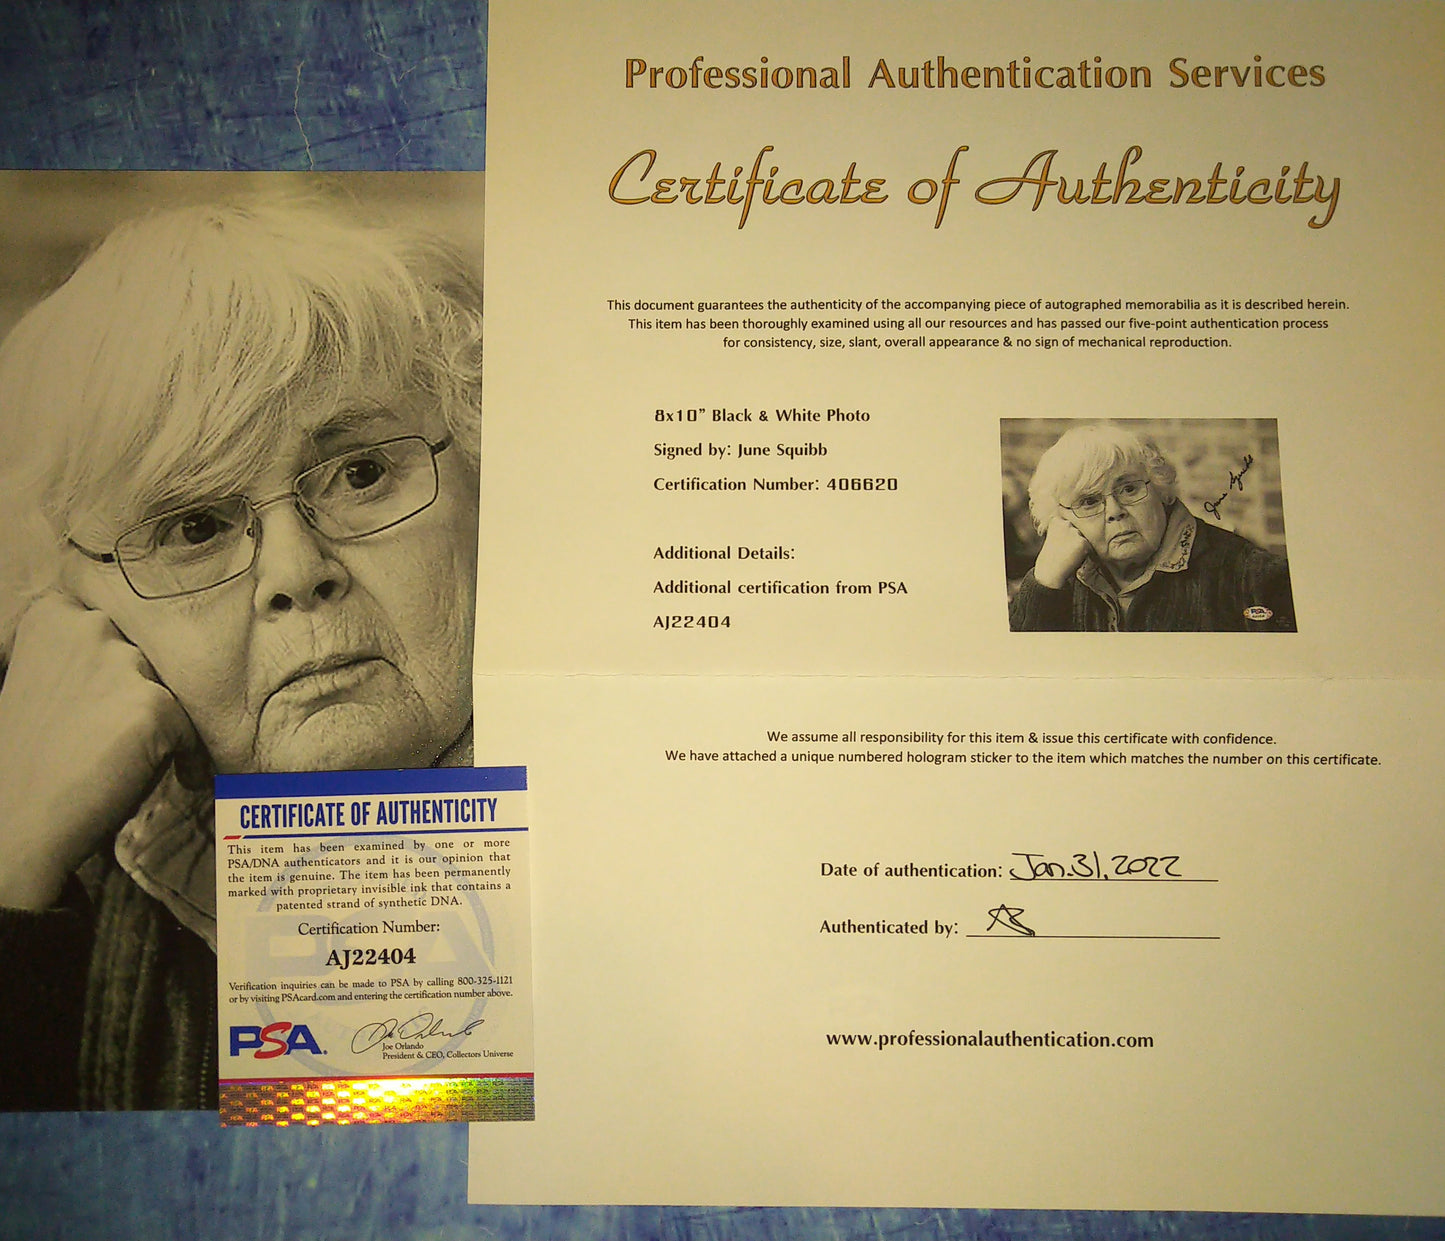 Professional Authentication Services
Certificate of Authenticity
This document guarantees the authenticity of the accompanying piece of autographed memorabilia as it is described herein.
This item has been thoroughly examined using all our resources and has passed our five-point authentication process
for consistency, size, slant, overall appearance & no sign of mechanical reproduction.
8x10” Black & White Photo
Signed by: June Squibb
Certification Number: 406620
Additional Details:
Additional certification from PSA
AJ22404
June Squibb
PSA
We assume all responsibility for this item & issue this certificate with confidence.
We have attached a unique numbered hologram sticker to the item which matches the number on this certificate.
Date of authentication: Jan.31,2022
Authenticated by:
www.professionalauthentication.com
CERTIFICATE OF AUTHENTICITY
This item has been examined by one or more
PSA/DNA authenticators and it is our opinion that
the item is genuine. The item has been permanently
marked with proprietary invisible ink that contains a
patented strand of synthetic DNA.
Certification Number:
AJ22404
Verification inquiries can be made to PSA by calling 800-325-1121
or by visiting PSAcard.com and entering the certification number above.
PSA.
Joe Orlando
President & CEO, Collectors Universe